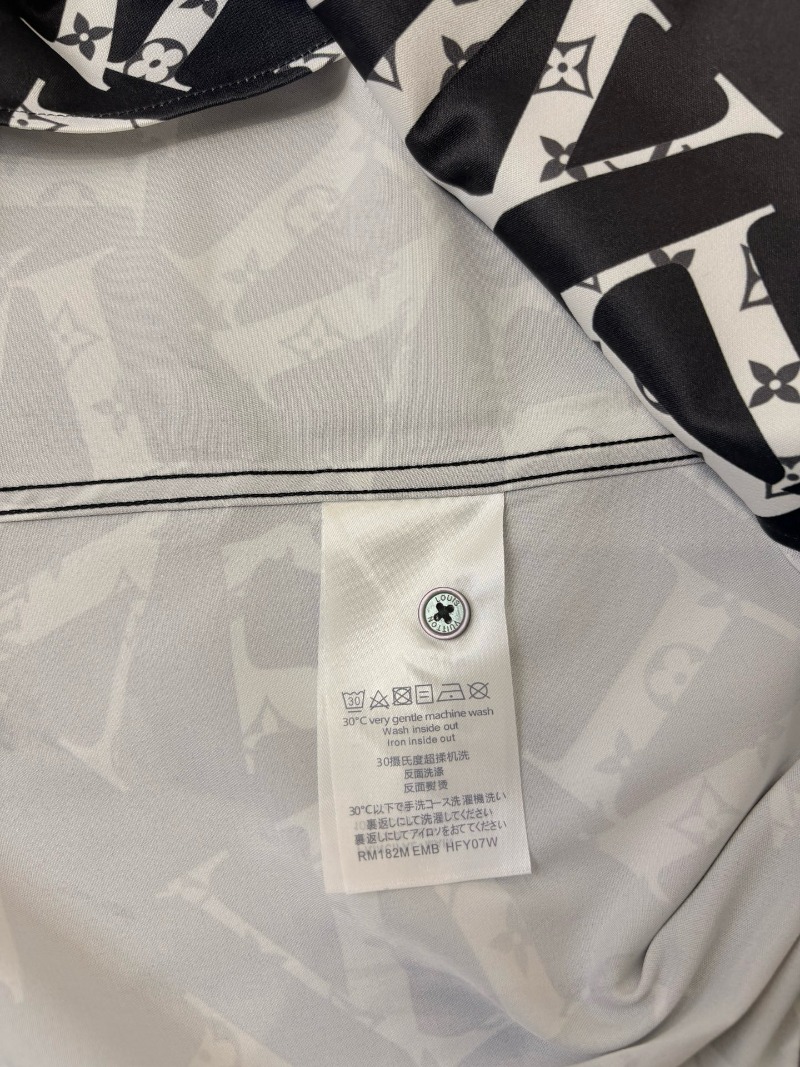 LOUIS
VUITTON
30
30°C very gentle machine wash
Wash inside out
Iron inside out
30摄氏度超揉机洗
反面洗涤
反面熨烫
30℃以下で手洗コース洗濯機洗い
裏返しにして洗濯してください
裏返しにしてアイロンをおててください
RM182M EMB HFY07W